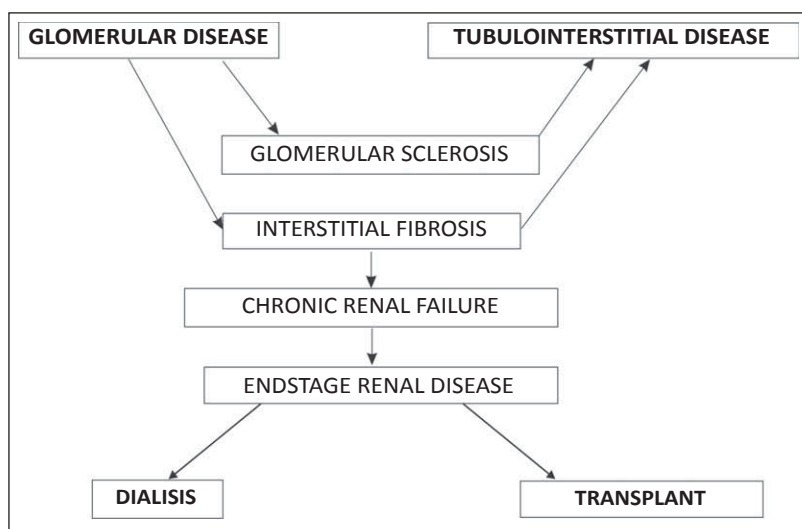 GLOMERULAR DISEASE
TUBULOINTERSTITIAL DISEASE
GLOMERULAR SCLEROSIS
INTERSTITIAL FIBROSIS
CHRONIC RENAL FAILURE
ENDSTAGE RENAL DISEASE
DIALISIS
TRANSPLANT